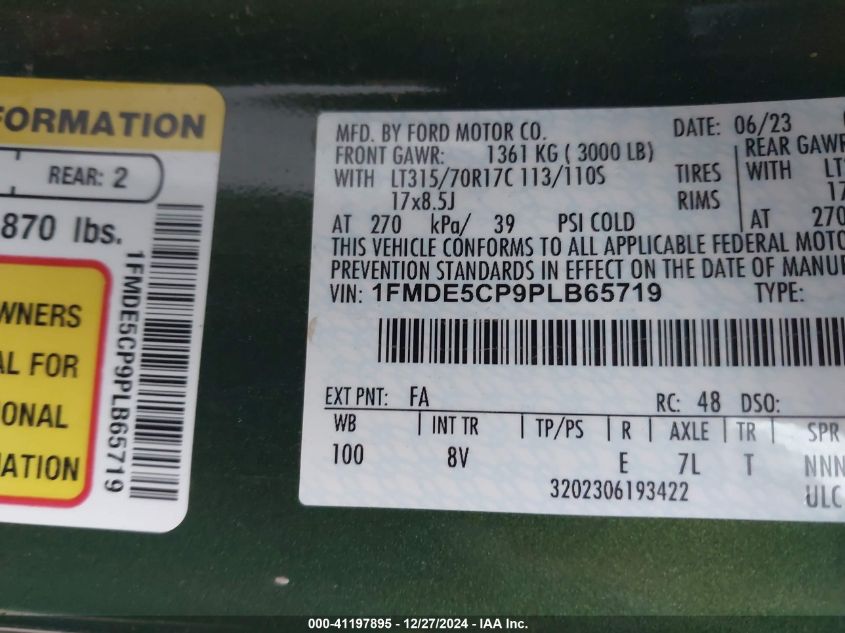 FORMATION
REAR: 2
870 lbs.
WNERS
AL FOR
ONAL
ATION
1FMDE5CP9PLB65719
MFD. BY FORD MOTOR CO.
DATE: 06/23
FRONT GAWR: 1361 KG ( 3000 LB)
REAR GAWR
WITH LT315/70R17C 113/110S TIRES
WITH LT
17x8.5J RIMS
17
AT 270 kPa/ 39 PSI COLD
AT 270
THIS VEHICLE CONFORMS TO ALL APPLICABLE FEDERAL MOTO
PREVENTION STANDARDS IN EFFECT ON THE DATE OF MANUF
VIN: 1FMDE5CP9PLB65719 TYPE:
EXT PNT: FA RC: 48 DSO:
WB | INT TR | TP/PS | R | AXLE | TR | SPR
100 8V E 7L T NNN
3202306193422 ULC
000-41197895 - 12/27/2024 - IAA Inc.